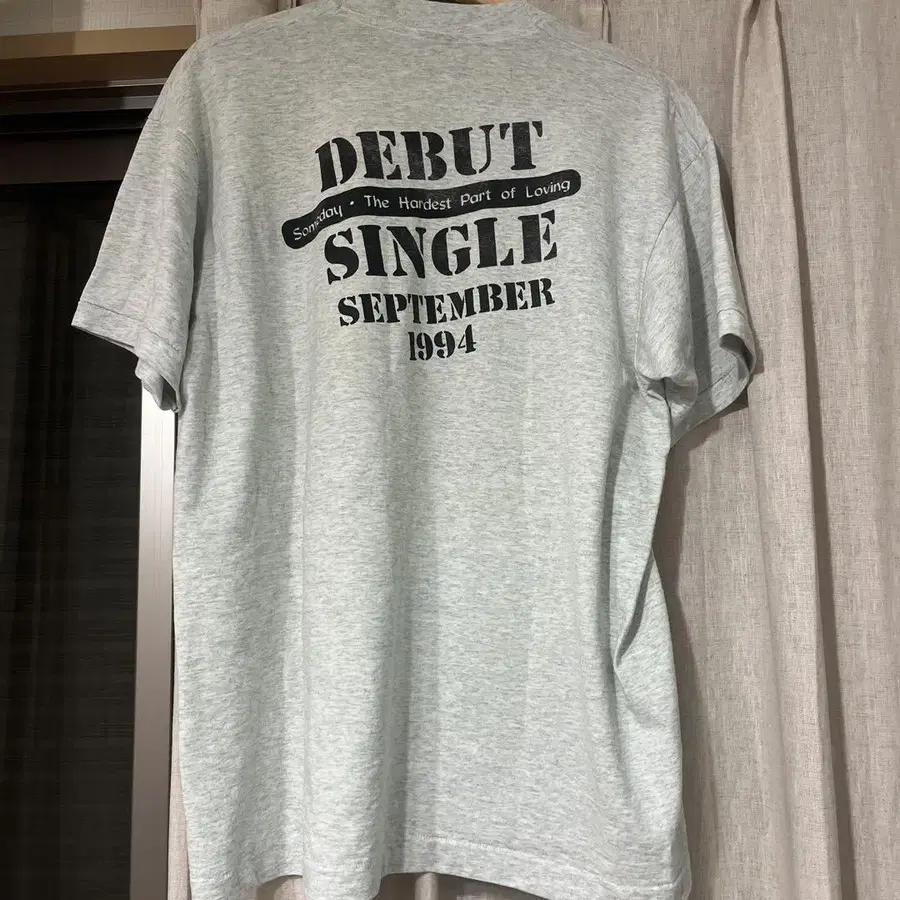 DEBUT
Someday • The Hardest Part of Loving
SINGLE
SEPTEMBER
1994